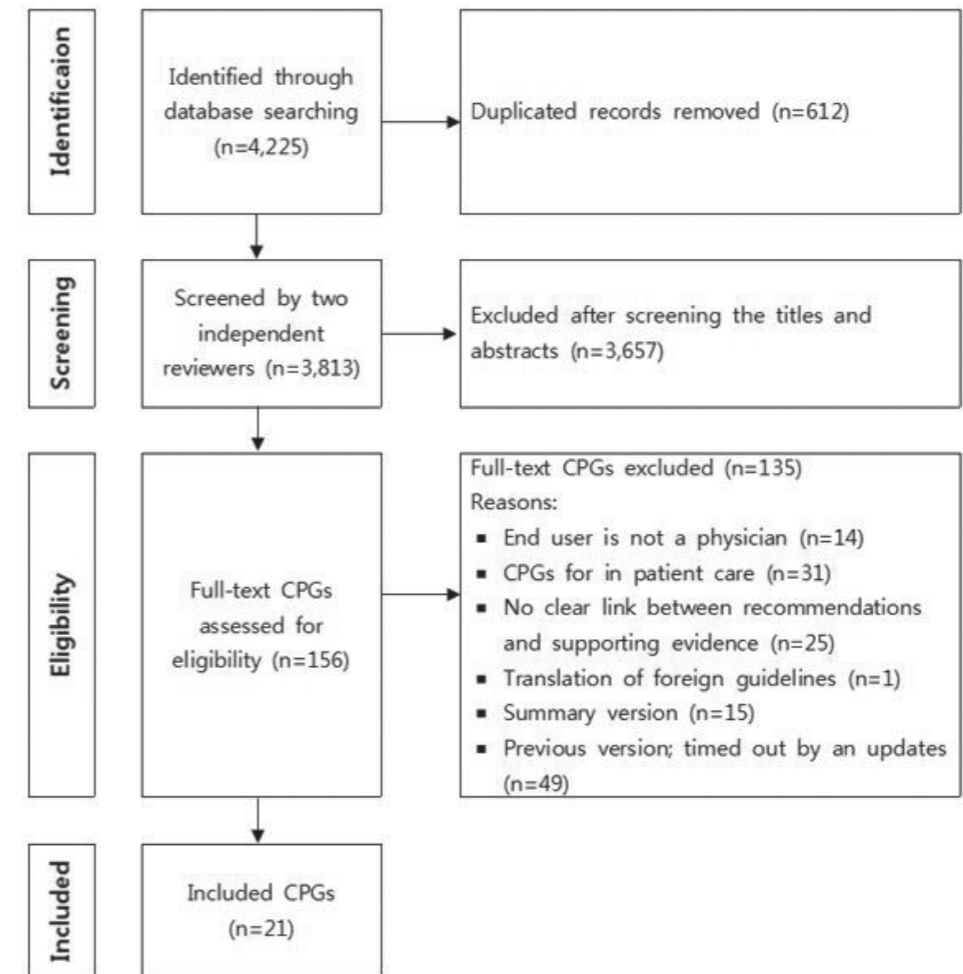 Identificaion
Identified through
database searching
(n=4,225)
Duplicated records removed (n=612)
Screening
Screened by two
independent
reviewers (n=3,813)
Excluded after screening the titles and
abstracts (n=3,657)
Eligibility
Full-text CPGs
assessed for
eligibility (n=156)
Full-text CPGs excluded (n=135)
Reasons:
▪ End user is not a physician (n=14)
▪ CPGs for in patient care (n=31)
▪ No clear link between recommendations
and supporting evidence (n=25)
▪ Translation of foreign guidelines (n=1)
▪ Summary version (n=15)
▪ Previous version; timed out by an updates
(n=49)
Included
Included CPGs
(n=21)